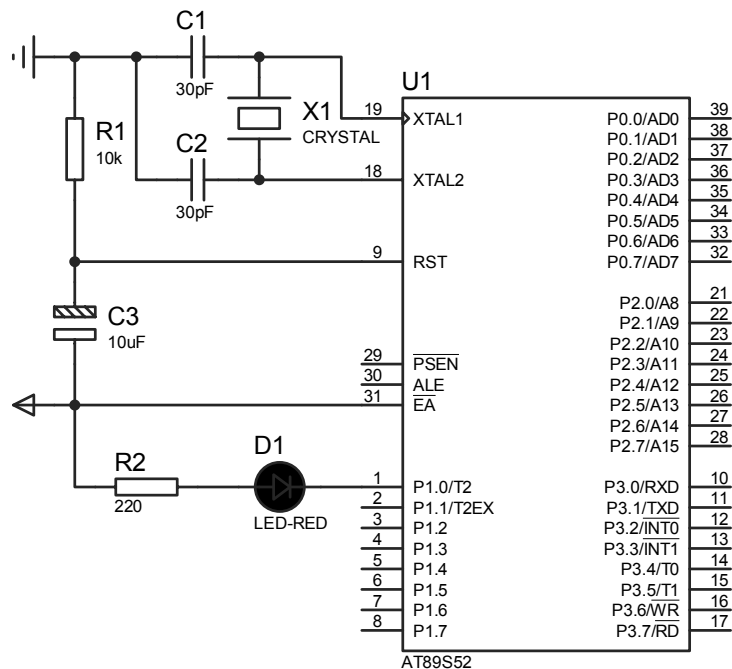 C1
30pF
R1
10k
C2
30pF
X1
CRYSTAL
C3
10uF
R2
220
D1
LED-RED
U1
19 XTAL1
18 XTAL2
9 RST
29 PSEN
30 ALE
31 EA
1 P1.0/T2
2 P1.1/T2EX
3 P1.2
4 P1.3
5 P1.4
6 P1.5
7 P1.6
8 P1.7
P0.0/AD0 39
P0.1/AD1 38
P0.2/AD2 37
P0.3/AD3 36
P0.4/AD4 35
P0.5/AD5 34
P0.6/AD6 33
P0.7/AD7 32
P2.0/A8 21
P2.1/A9 22
P2.2/A10 23
P2.3/A11 24
P2.4/A12 25
P2.5/A13 26
P2.6/A14 27
P2.7/A15 28
P3.0/RXD 10
P3.1/TXD 11
P3.2/INT0 12
P3.3/INT1 13
P3.4/T0 14
P3.5/T1 15
P3.6/WR 16
P3.7/RD 17
AT89S52